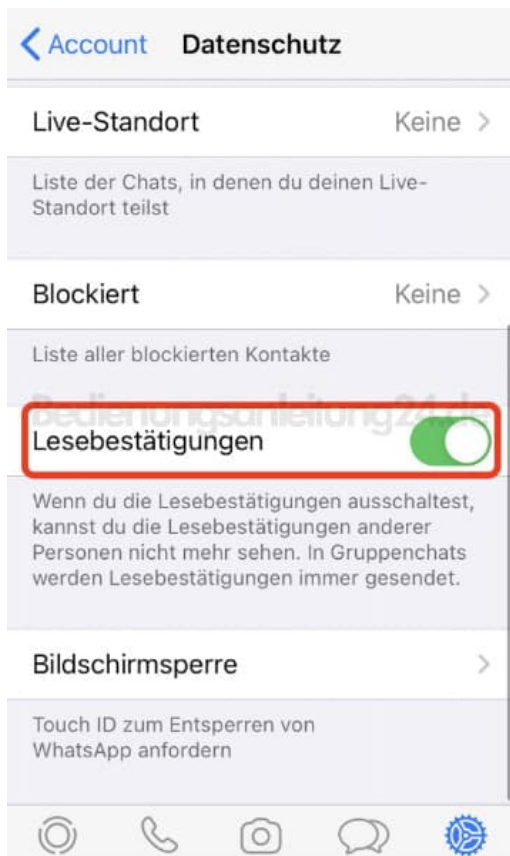 Account Datenschutz
Live-Standort Keine
Liste der Chats, in denen du deinen Live-
Standort teilst
Blockiert Keine
Liste aller blockierten Kontakte
Bedienungsanleitung24.de
Lesebestätigungen
Wenn du die Lesebestätigungen ausschaltest,
kannst du die Lesebestätigungen anderer
Personen nicht mehr sehen. In Gruppenchats
werden Lesebestätigungen immer gesendet.
Bildschirmsperre
Touch ID zum Entsperren von
WhatsApp anfordern